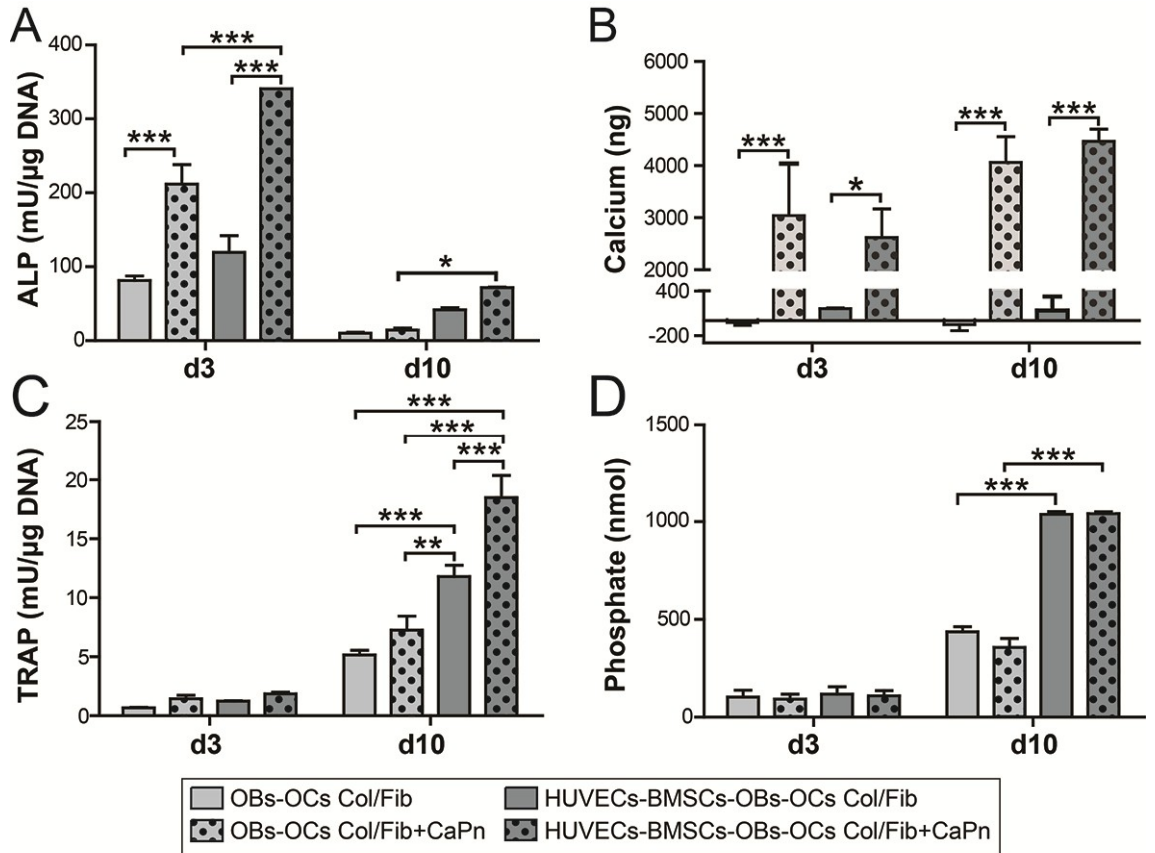 A
B
400
300
200
100
0
ALP (mU/µg DNA)
***
***
***
*
d3
d10
6000
5000
4000
3000
2000
400
-200
Calcium (ng)
***
*
***
***
d3
d10
C
D
25
20
15
10
5
0
TRAP (mU/µg DNA)
***
***
***
***
**
d3
d10
1500
1000
500
0
Phosphate (nmol)
***
***
d3
d10
OBs-OCs Col/Fib
HUVECs-BMSCs-OBs-OCs Col/Fib
OBs-OCs Col/Fib+CaPn
HUVECs-BMSCs-OBs-OCs Col/Fib+CaPn